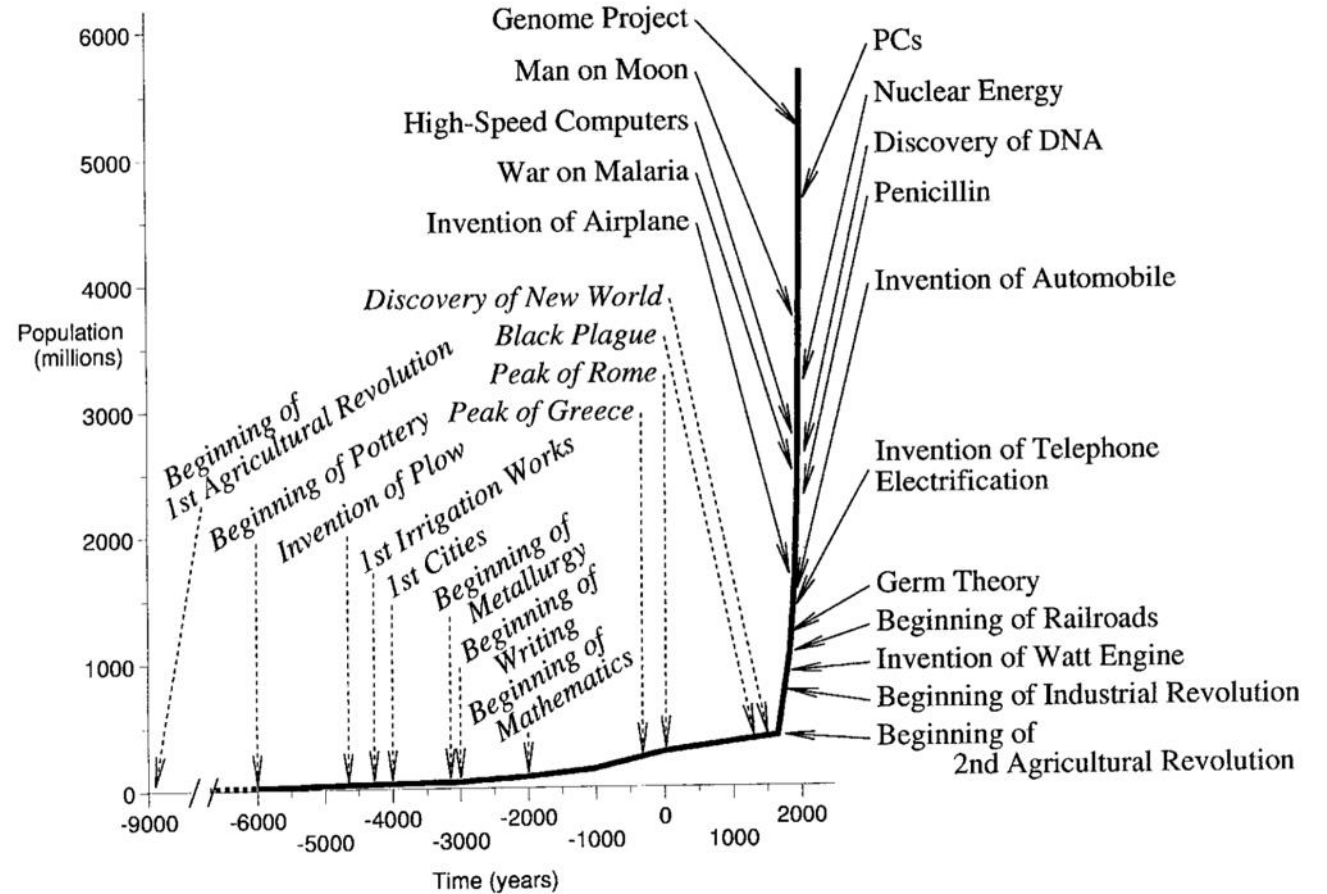 6000
5000
4000
3000
2000
1000
0
Population
(millions)
Genome Project
Man on Moon
High-Speed Computers
War on Malaria
Invention of Airplane
Discovery of New World
Black Plague
Peak of Rome
Peak of Greece
Beginning of
1st Agricultural Revolution
Beginning of Pottery
Invention of Plow
1st Irrigation Works
1st Cities
Beginning of
Metallurgy
Beginning of
Writing
Beginning of
Mathematics
PCs
Nuclear Energy
Discovery of DNA
Penicillin
Invention of Automobile
Invention of Telephone
Electrification
Germ Theory
Beginning of Railroads
Invention of Watt Engine
Beginning of Industrial Revolution
Beginning of
2nd Agricultural Revolution
-9000 -6000 -4000 -2000 0 2000
-5000 -3000 -1000 1000
Time (years)